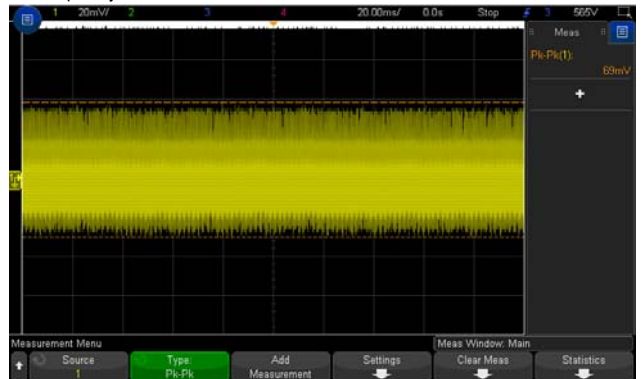 1 20mV/ 2 3 4 20.00ms/ 0.0s Stop 3 565V
Meas
Pk-Pk(1):
69mV
+
Measurement Menu
Meas Window: Main
Source
1
Type:
Pk-Pk
Add
Measurement
Settings
Clear Meas
Statistics